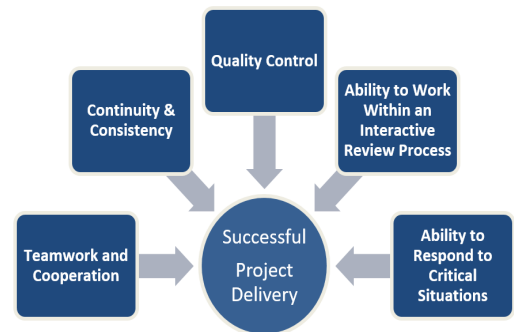 Quality Control
Continuity &
Consistency
Ability to Work
Within an
Interactive
Review Process
Teamwork and
Cooperation
Successful
Project
Delivery
Ability to
Respond to
Critical
Situations